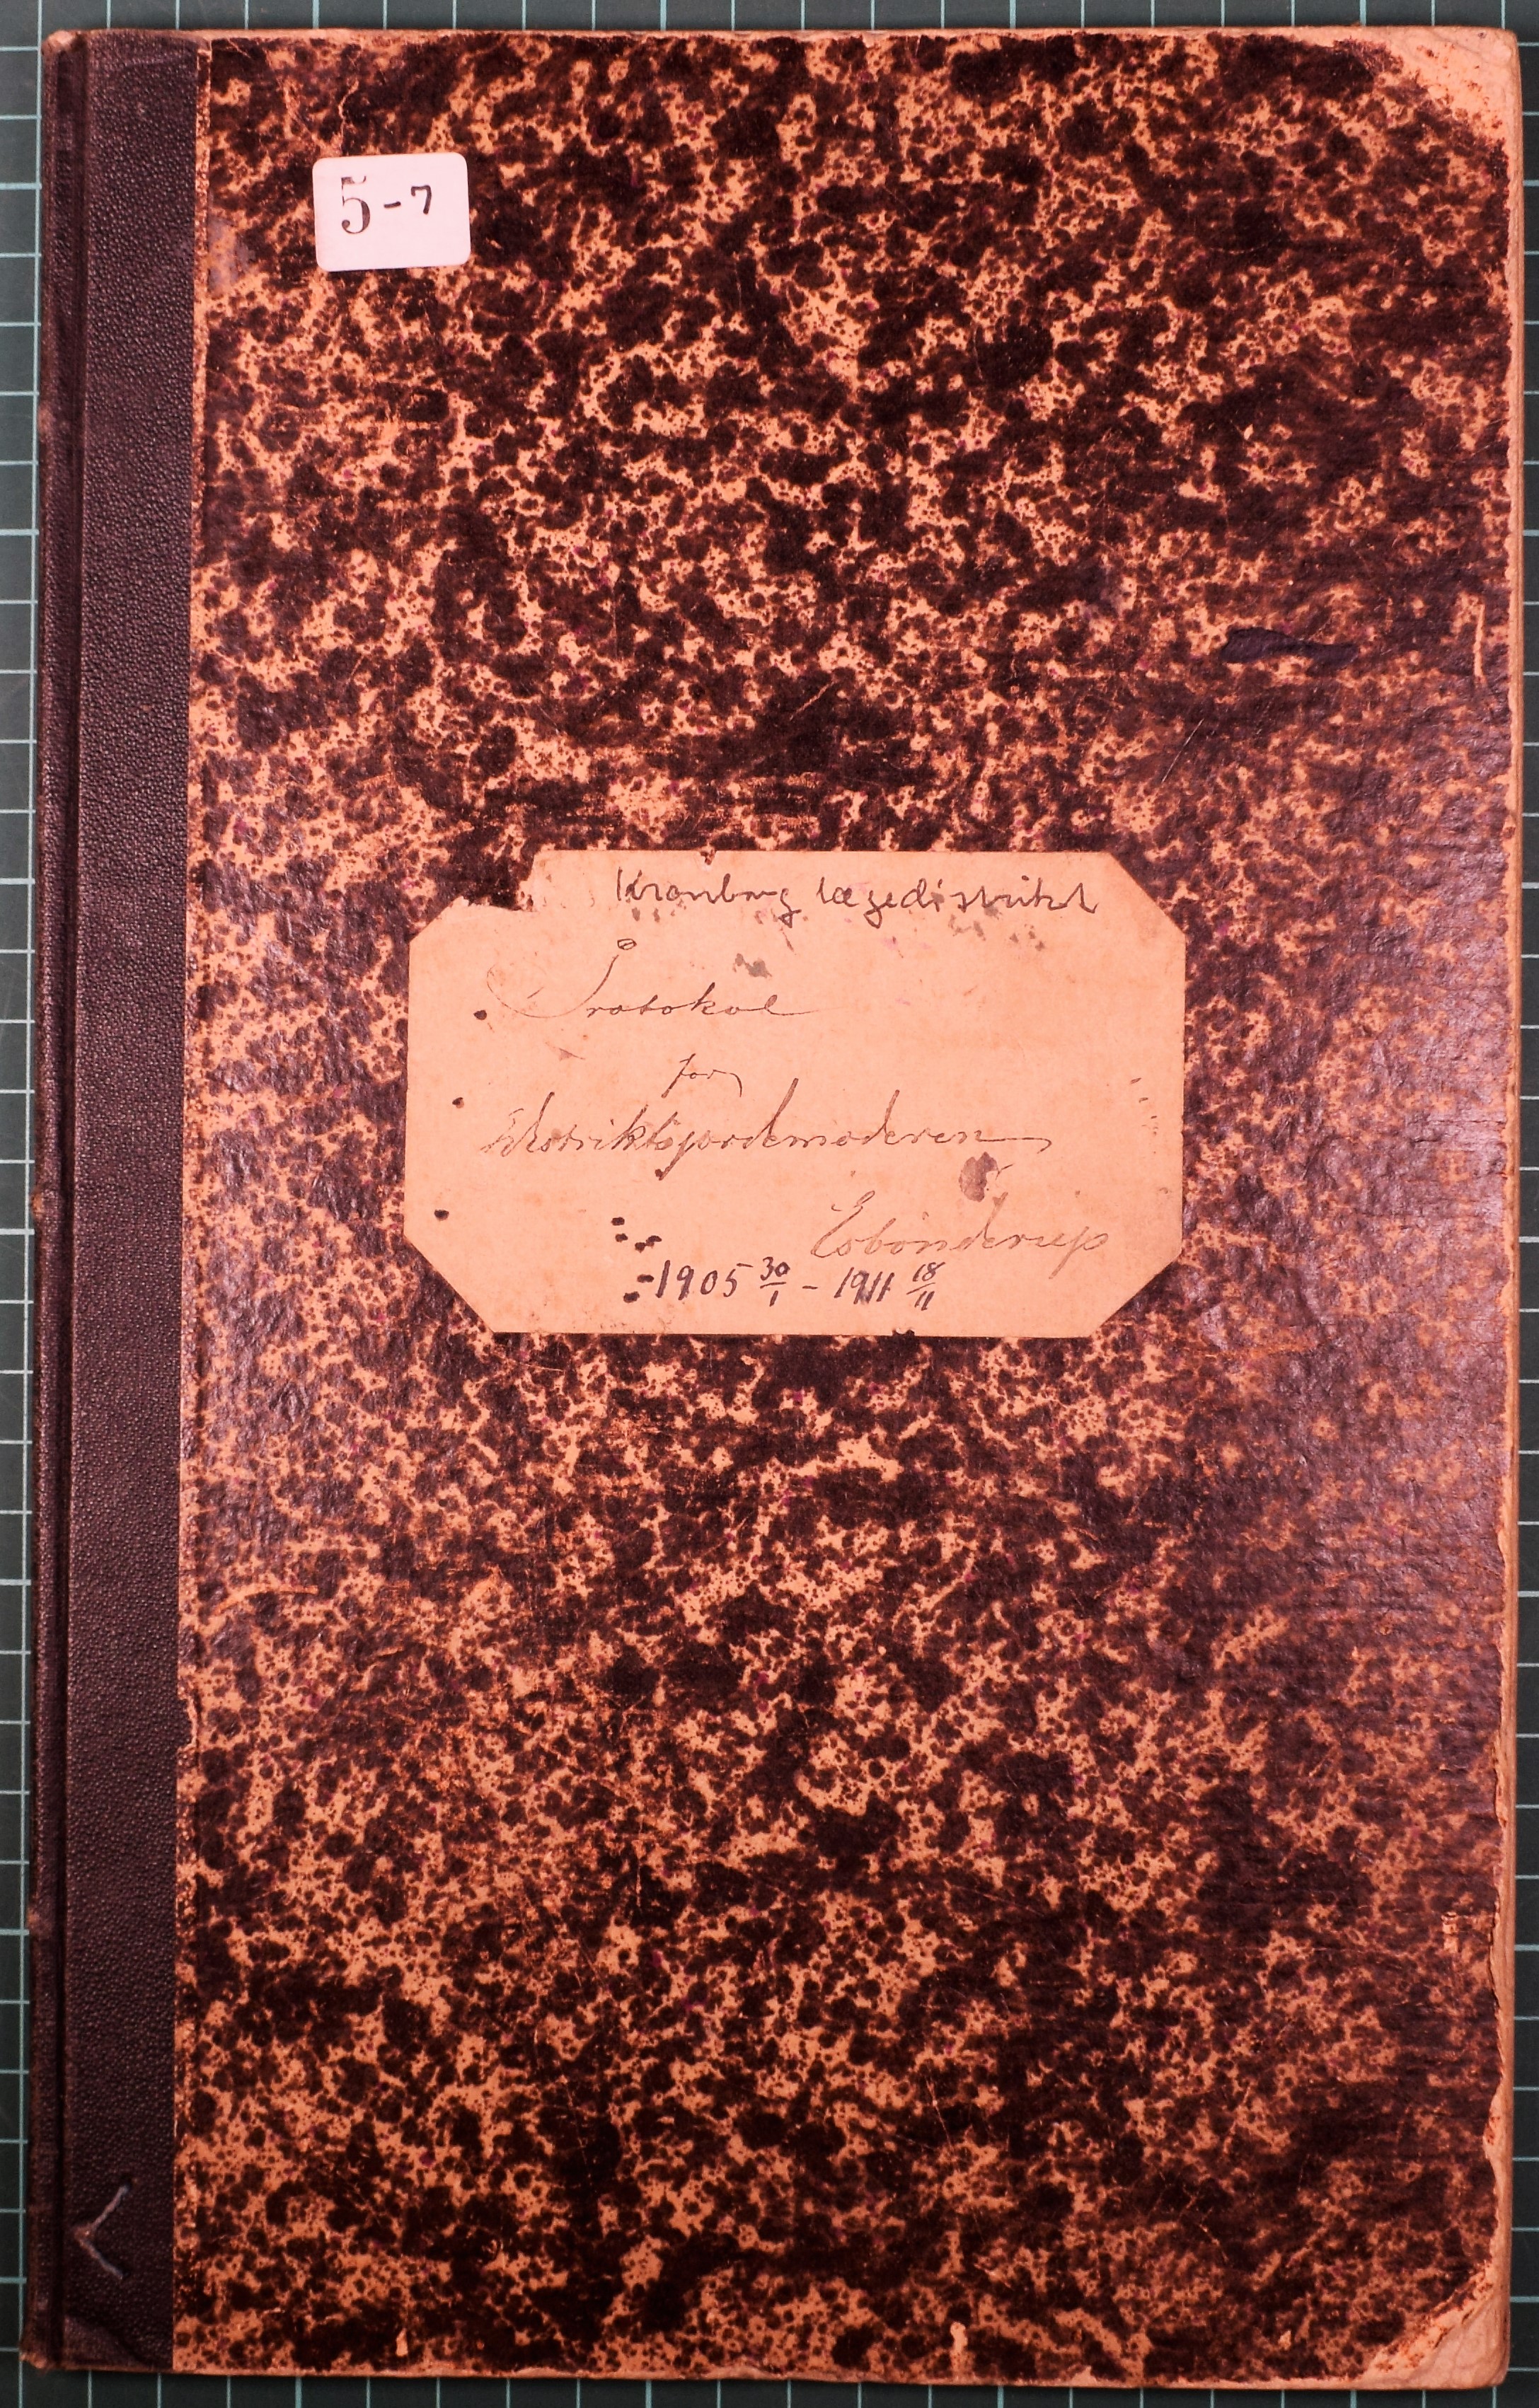 5-7
Kronborg lægedistrikt
Protokol
for
Distriktsjordemoderen
Esbønderup
1905 30/1 - 1911 18/11